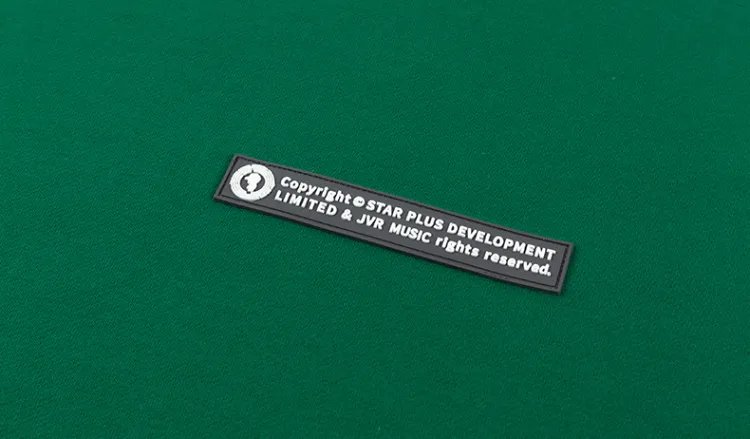 Copyright © STAR PLUS DEVELOPMENT
LIMITED & JVR MUSIC rights reserved.